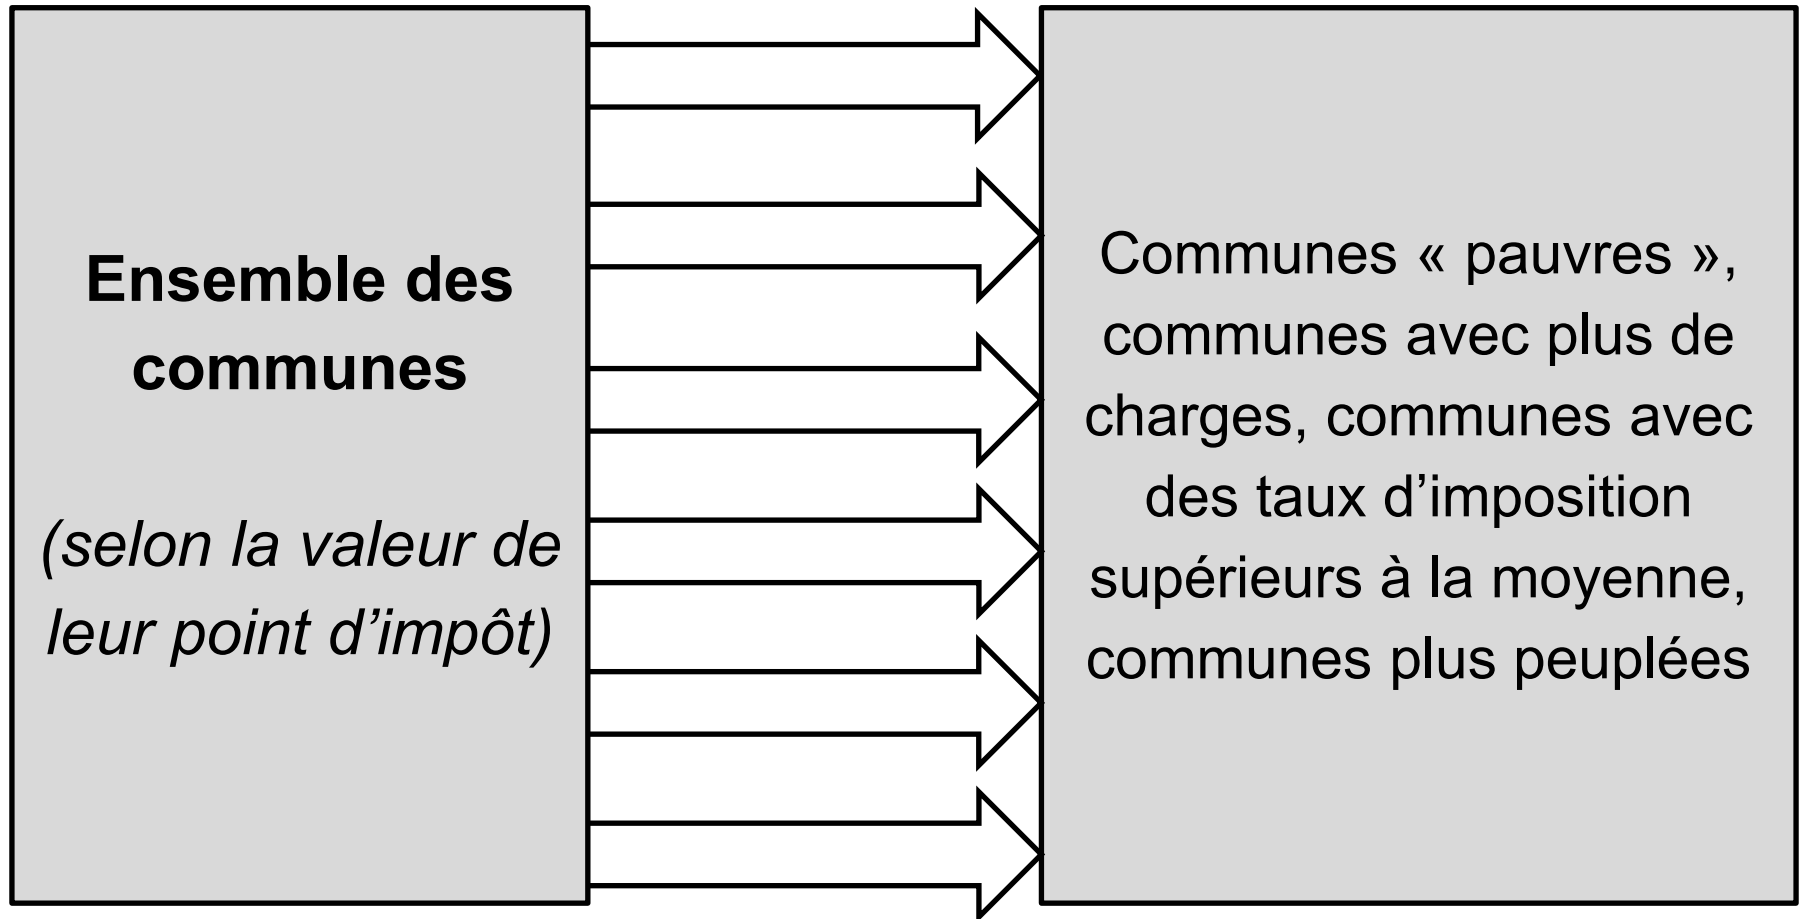 Ensemble des
communes
(selon la valeur de
leur point d’impôt)
Communes « pauvres »,
communes avec plus de
charges, communes avec
des taux d’imposition
supérieurs à la moyenne,
communes plus peuplées